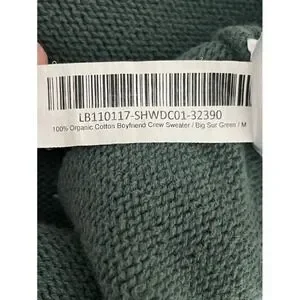 LB110117-SHWDC01-32390
100% Organic Cotton Boyfriend Crew Sweater / Big Sur Green / M